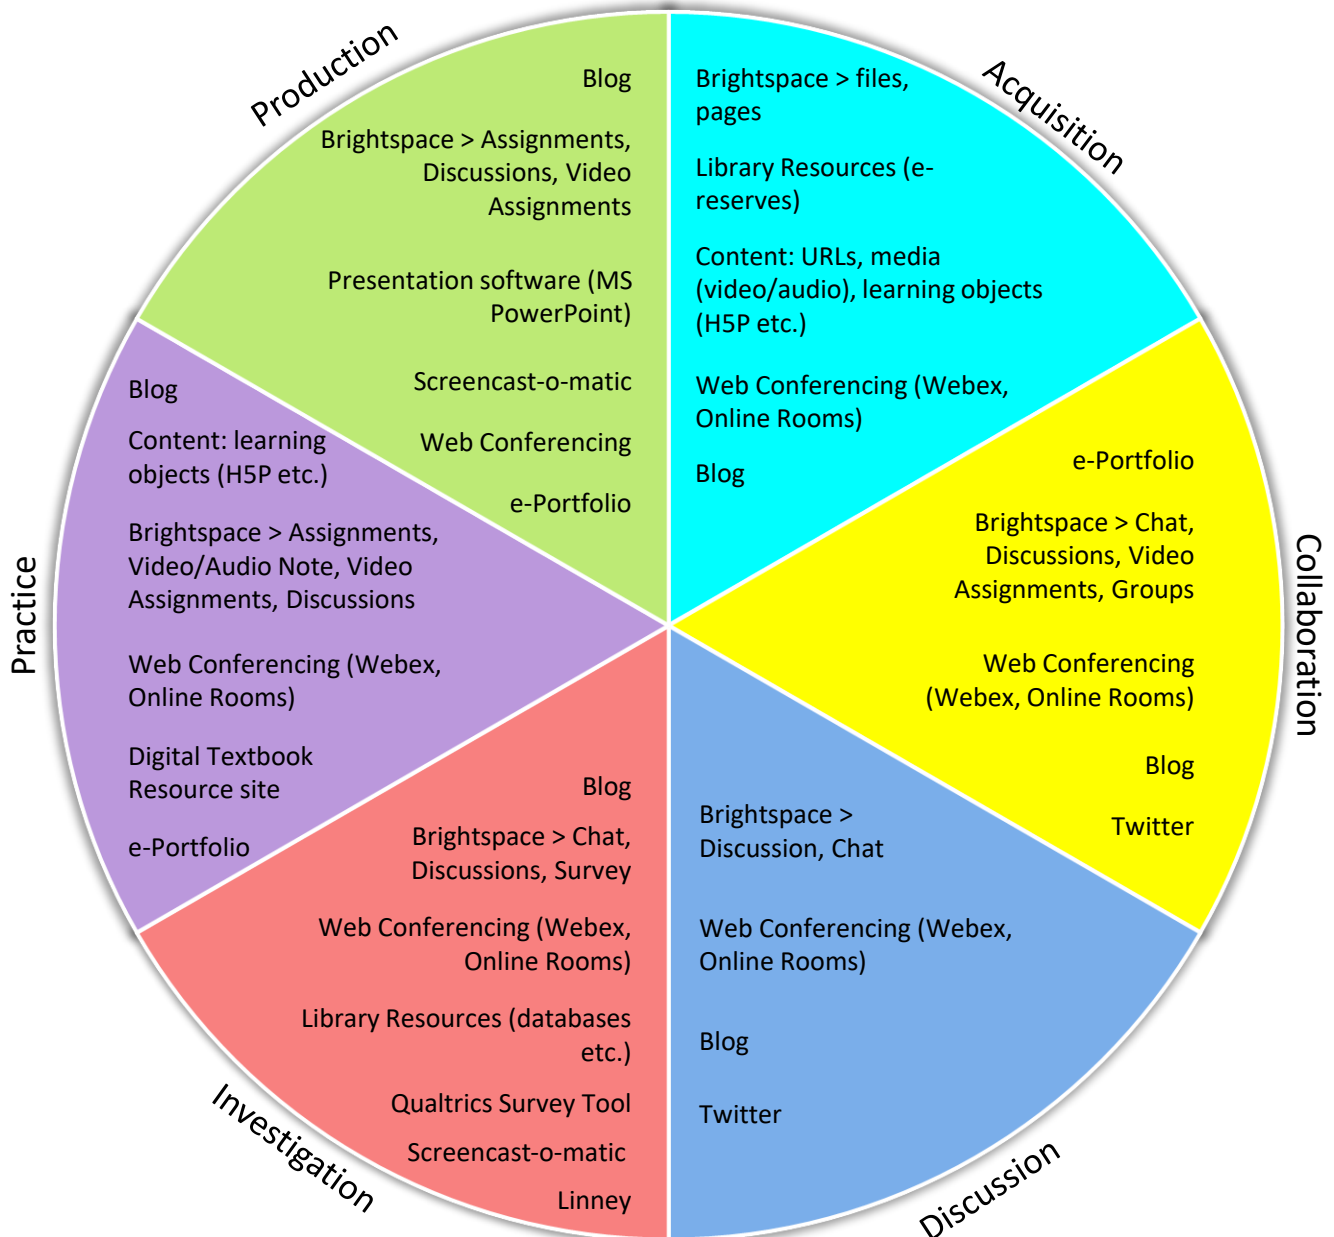 Production
Blog
Brightspace > Assignments,
Discussions, Video
Assignments
Presentation software (MS
PowerPoint)
Screencast-o-matic
Web Conferencing
e-Portfolio
Acquisition
Brightspace > files,
pages
Library Resources (e-
reserves)
Content: URLs, media
(video/audio), learning objects
(H5P etc.)
Web Conferencing (Webex,
Online Rooms)
Blog
Collaboration
e-Portfolio
Brightspace > Chat,
Discussions, Video
Assignments, Groups
Web Conferencing
(Webex, Online Rooms)
Blog
Twitter
Discussion
Brightspace >
Discussion, Chat
Web Conferencing (Webex,
Online Rooms)
Blog
Twitter
Investigation
Blog
Brightspace > Chat,
Discussions, Survey
Web Conferencing (Webex,
Online Rooms)
Library Resources (databases
etc.)
Qualtrics Survey Tool
Screencast-o-matic
Linney
Practice
Blog
Content: learning
objects (H5P etc.)
Brightspace > Assignments,
Video/Audio Note, Video
Assignments, Discussions
Web Conferencing (Webex,
Online Rooms)
Digital Textbook
Resource site
e-Portfolio